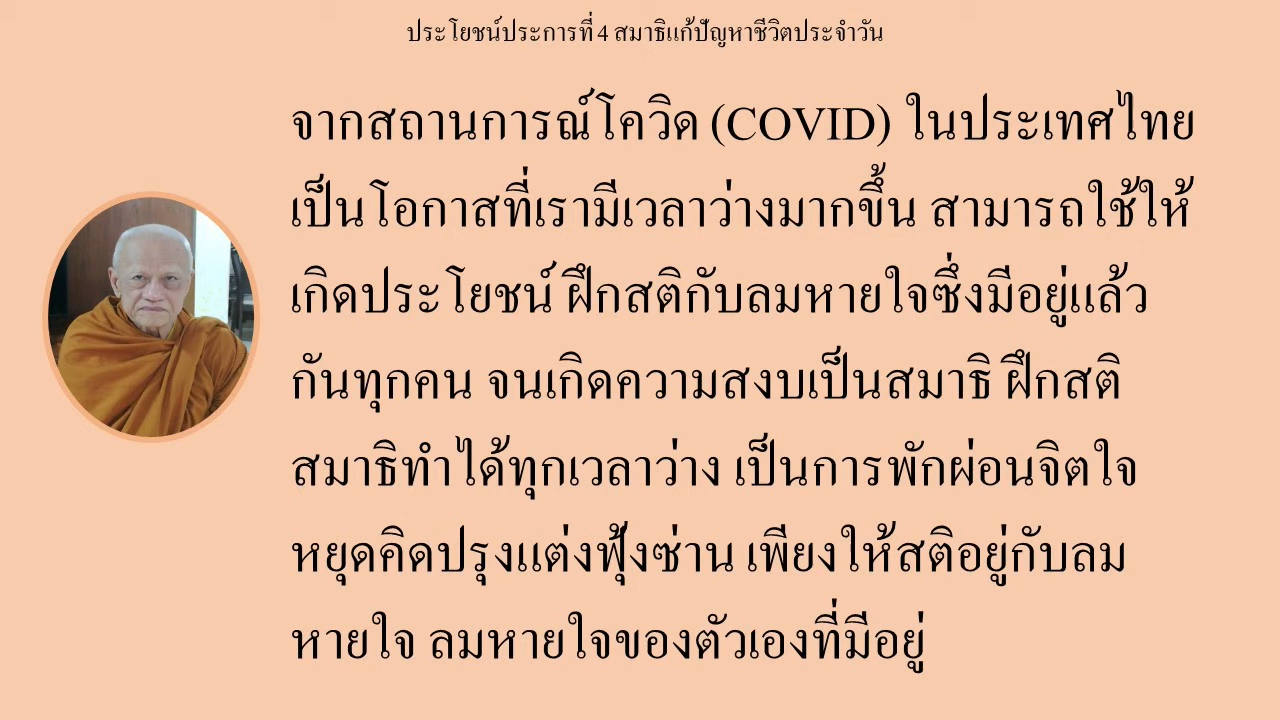 ประโยชน์ประการที่ 4 สมาธิแก้ปัญหาชีวิตประจำวัน
จากสถานการณ์โควิด (COVID) ในประเทศไทย
เป็นโอกาสที่เรามีเวลาว่างมากขึ้น สามารถใช้ให้
เกิดประโยชน์ ฝึกสติกับลมหายใจซึ่งมีอยู่แล้ว
กันทุกคน จนเกิดความสงบเป็นสมาธิ ฝึกสติ
สมาธิทำได้ทุกเวลาว่าง เป็นการพักผ่อนจิตใจ
หยุดคิดปรุงแต่งฟุ้งซ่าน เพียงให้สติอยู่กับลม
หายใจ ลมหายใจของตัวเองที่มีอยู่